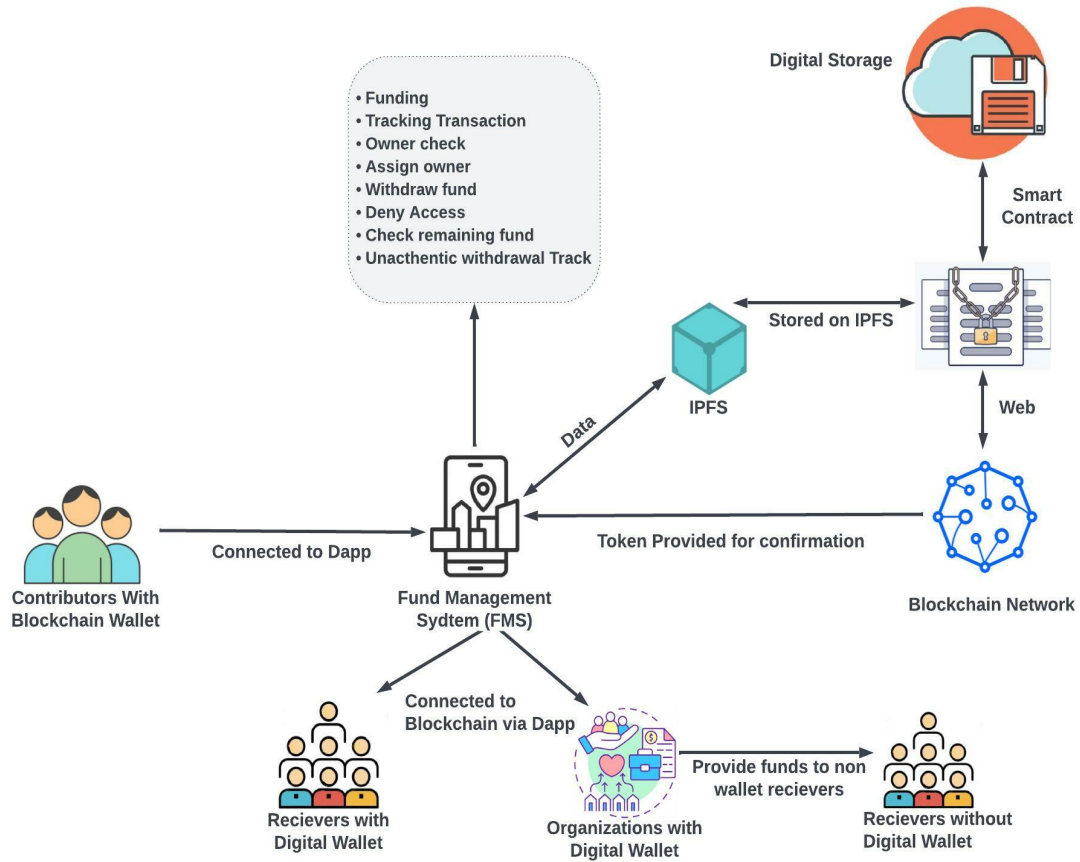 Digital Storage
• Funding
• Tracking Transaction
• Owner check
• Assign owner
• Withdraw fund
• Deny Access
• Check remaining fund
• Unacthentic withdrawal Track
Smart
Contract
Stored on IPFS
IPFS
Web
Data
Connected to Dapp
Token Provided for confirmation
Contributors With
Blockchain Wallet
Fund Management
Sydtem (FMS)
Blockchain Network
Connected to
Blockchain via Dapp
Provide funds to non
wallet recievers
Recievers with
Digital Wallet
Organizations with
Digital Wallet
Recievers without
Digital Wallet